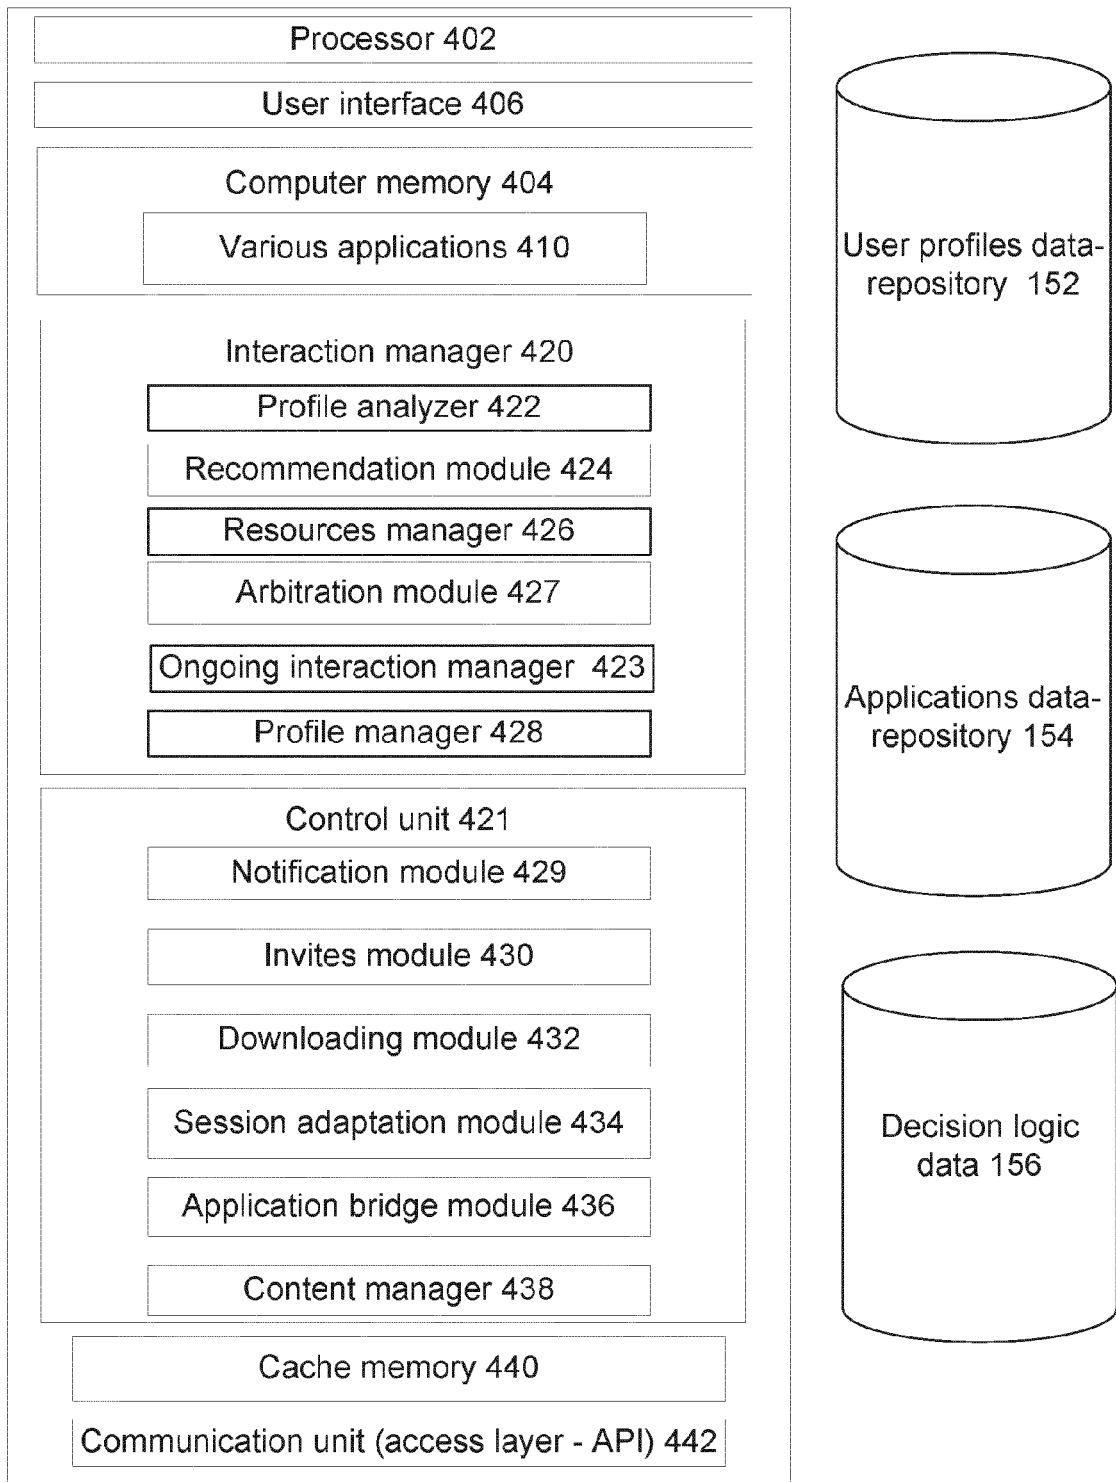 Processor 402
User interface 406
Computer memory 404
Various applications 410
Interaction manager 420
Profile analyzer 422
Recommendation module 424
Resources manager 426
Arbitration module 427
Ongoing interaction manager 423
Profile manager 428
Control unit 421
Notification module 429
Invites module 430
Downloading module 432
Session adaptation module 434
Application bridge module 436
Content manager 438
Cache memory 440
Communication unit (access layer - API) 442
User profiles data-
repository 152
Applications data-
repository 154
Decision logic
data 156